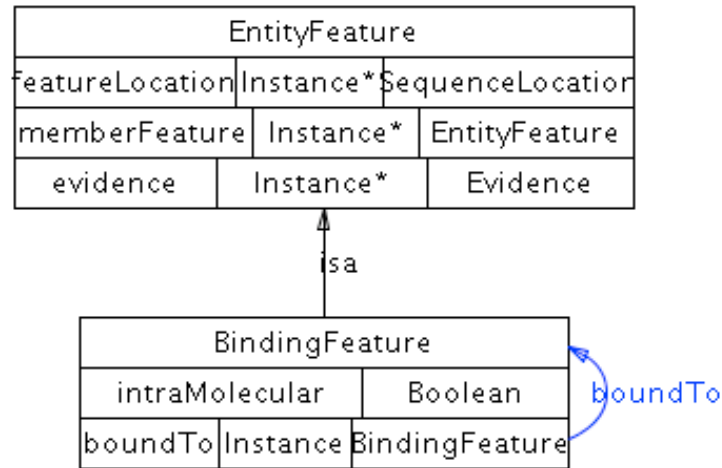 EntityFeature
featureLocation Instance* SequenceLocation
memberFeature Instance* EntityFeature
evidence Instance* Evidence
isa
BindingFeature
intraMolecular Boolean
boundTo
boundTo Instance BindingFeature